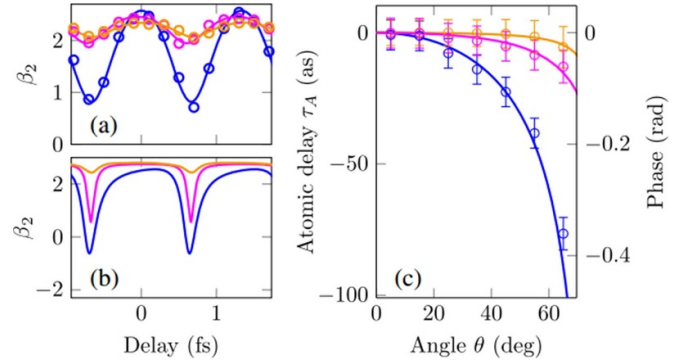 2
β₂
1
0
(a)
2
β₂
0
−2
(b)
0
1
Delay (fs)
0
−50
−100
Atomic delay τ_A (as)
(c)
0
20
40
60
Angle θ (deg)
0
−0.2
−0.4
Phase (rad)